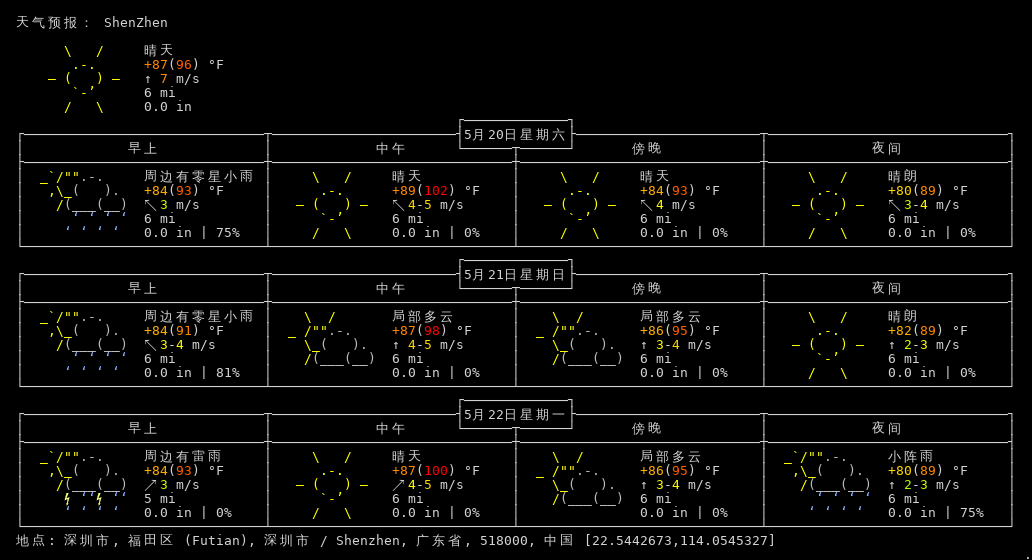 天气预报： ShenZhen
晴天
+87(96) °F
↑ 7 m/s
6 mi
0.0 in
5月20日星期六
早上 中午 傍晚 夜间
周边有零星小雨 晴天 晴天 晴朗
+84(93) °F +89(102) °F +84(93) °F +80(89) °F
↖3 m/s ↖4-5 m/s ↖4 m/s ↖3-4 m/s
6 mi 6 mi 6 mi 6 mi
0.0 in | 75% 0.0 in | 0% 0.0 in | 0% 0.0 in | 0%
5月21日星期日
早上 中午 傍晚 夜间
周边有零星小雨 局部多云 局部多云 晴朗
+84(91) °F +87(98) °F +86(95) °F +82(89) °F
↖3-4 m/s ↑ 4-5 m/s ↑ 3-4 m/s ↑ 2-3 m/s
6 mi 6 mi 6 mi 6 mi
0.0 in | 81% 0.0 in | 0% 0.0 in | 0% 0.0 in | 0%
5月22日星期一
早上 中午 傍晚 夜间
周边有雷雨 晴天 局部多云 小阵雨
+84(93) °F +87(100) °F +86(95) °F +80(89) °F
↗3 m/s ↗4-5 m/s ↑ 3-4 m/s ↑ 2-3 m/s
5 mi 6 mi 6 mi 6 mi
0.0 in | 0% 0.0 in | 0% 0.0 in | 0% 0.0 in | 75%
地点: 深圳市, 福田区 (Futian), 深圳市 / Shenzhen, 广东省, 518000, 中国 [22.5442673,114.0545327]